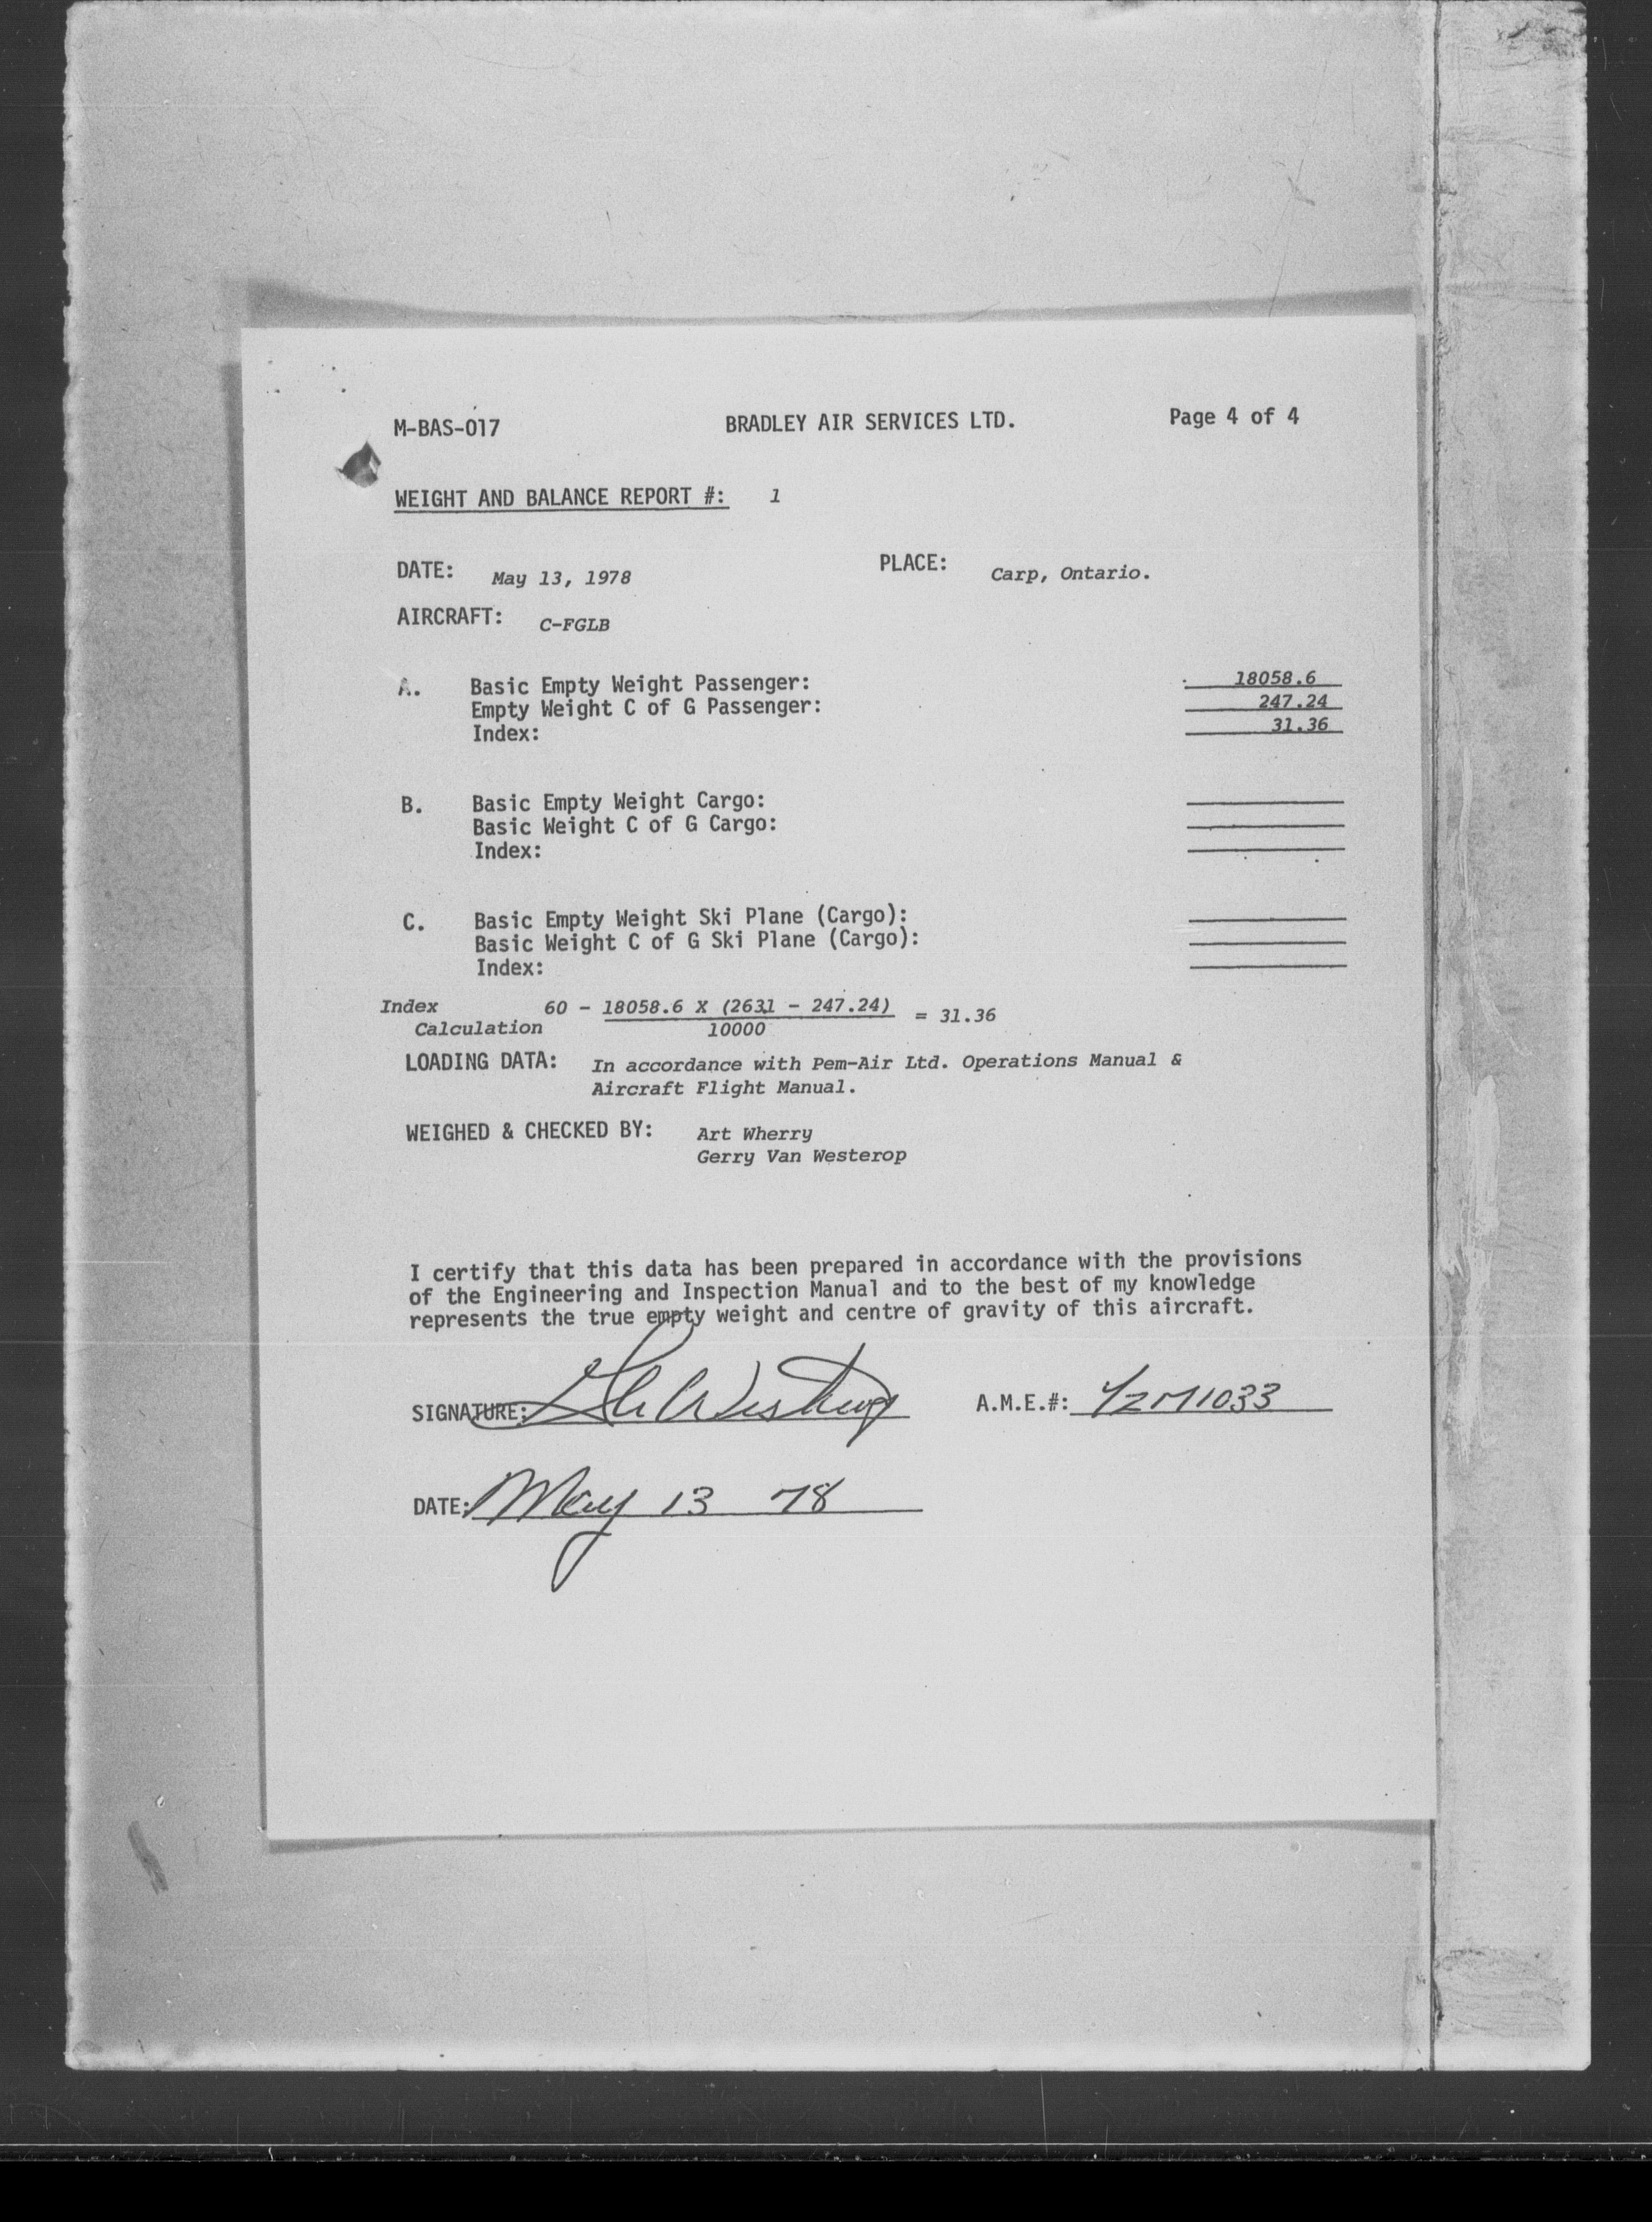 M-BAS-017 BRADLEY AIR SERVICES LTD. Page 4 of 4
WEIGHT AND BALANCE REPORT #: 1
DATE: May 13, 1978 PLACE: Carp, Ontario.
AIRCRAFT: C-FGLB
A. Basic Empty Weight Passenger: 18058.6
Empty Weight C of G Passenger: 247.24
Index: 31.36
B. Basic Empty Weight Cargo:
Basic Weight C of G Cargo:
Index:
C. Basic Empty Weight Ski Plane (Cargo):
Basic Weight C of G Ski Plane (Cargo):
Index:
Index 60 - 18058.6 X (263.1 - 247.24) = 31.36
Calculation 10000
LOADING DATA: In accordance with Pem-Air Ltd. Operations Manual &
Aircraft Flight Manual.
WEIGHED & CHECKED BY: Art Wherry
Gerry Van Westerop
I certify that this data has been prepared in accordance with the provisions
of the Engineering and Inspection Manual and to the best of my knowledge
represents the true empty weight and centre of gravity of this aircraft.
SIGNATURE: A.M.E.#: YZM1033
DATE: May 13 78